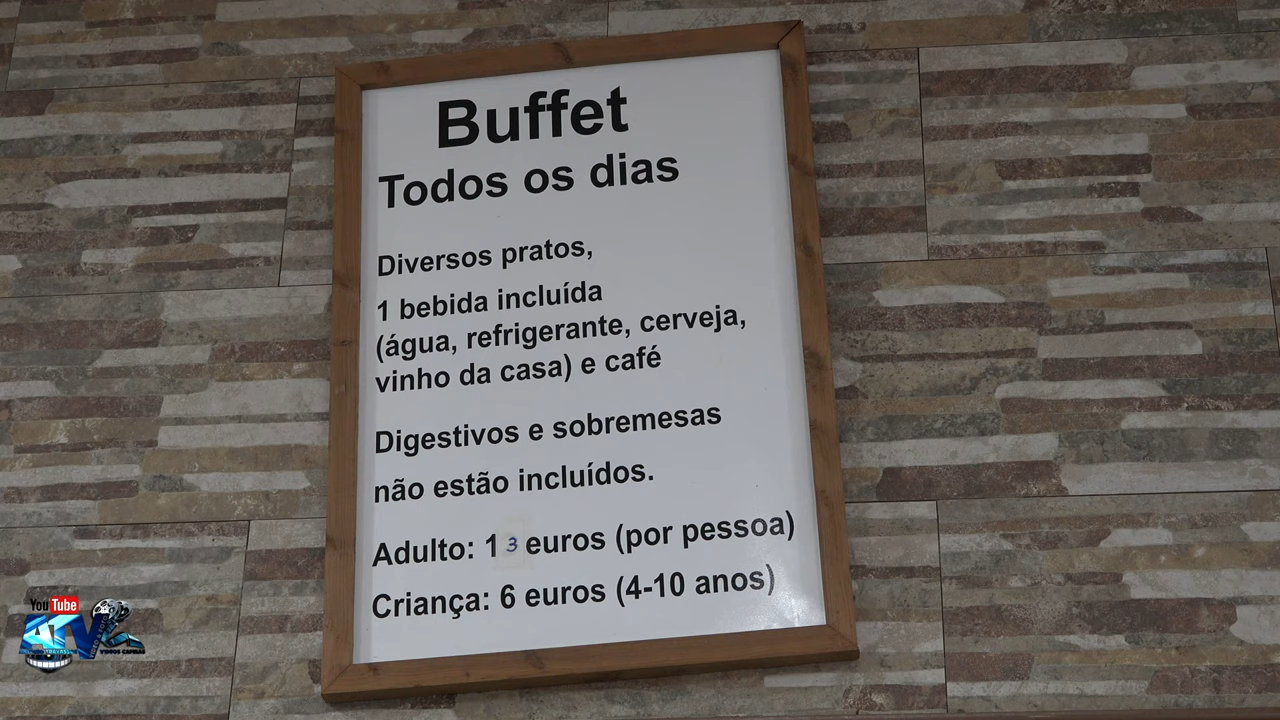 Buffet
Todos os dias
Diversos pratos,
1 bebida incluída
(água, refrigerante, cerveja,
vinho da casa) e café
Digestivos e sobremesas
não estão incluídos.
Adulto: 13 euros (por pessoa)
Criança: 6 euros (4-10 anos)
YouTube
ATV